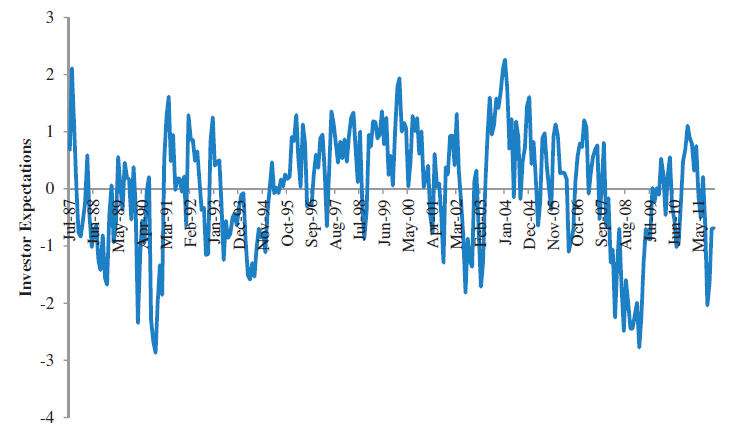 3
2
1
0
-1
-2
-3
-4
Investor Expectations
Jul-87
Jun-88
May-89
Apr-90
Mar-91
Feb-92
Jan-93
Dec-93
Nov-94
Oct-95
Sep-96
Aug-97
Jul-98
Jun-99
May-00
Apr-01
Mar-02
Feb-03
Jan-04
Dec-04
Nov-05
Oct-06
Sep-07
Aug-08
Jul-09
Jun-10
May-11